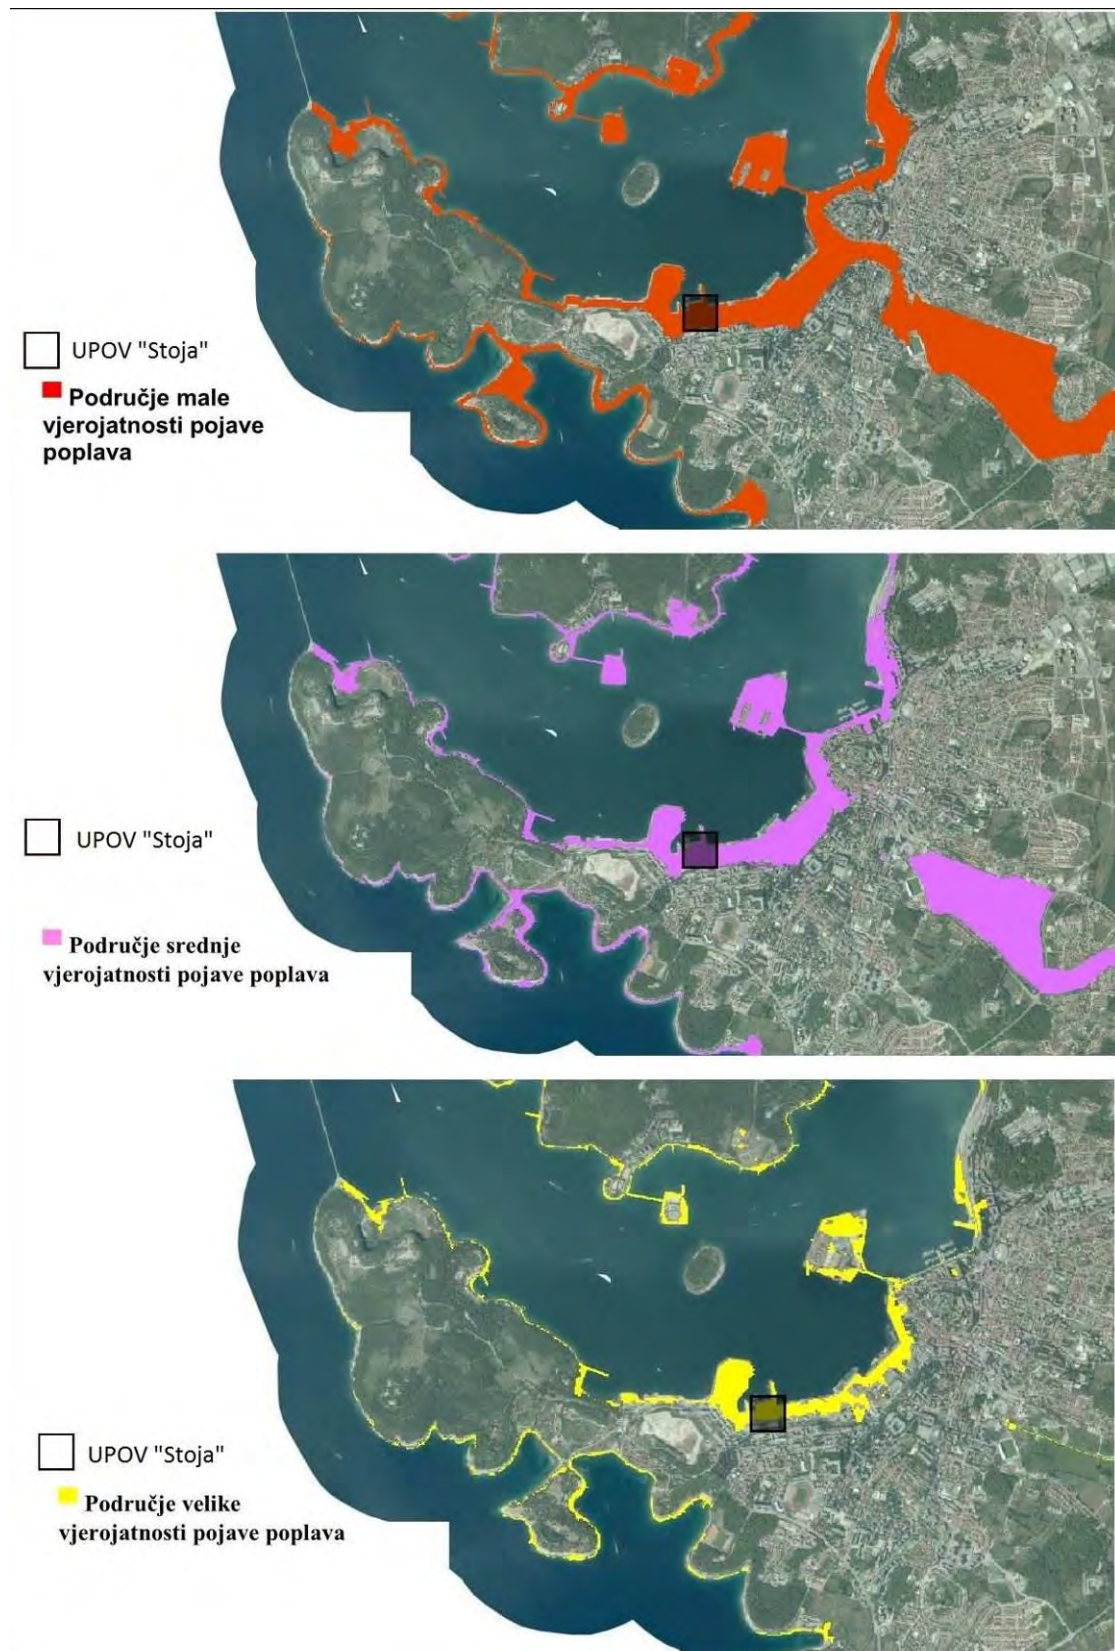 UPOV "Stoja"
Područje male
vjerojatnosti pojave
poplava
UPOV "Stoja"
Područje srednje
vjerojatnosti pojave poplava
UPOV "Stoja"
Područje velike
vjerojatnosti pojave poplava